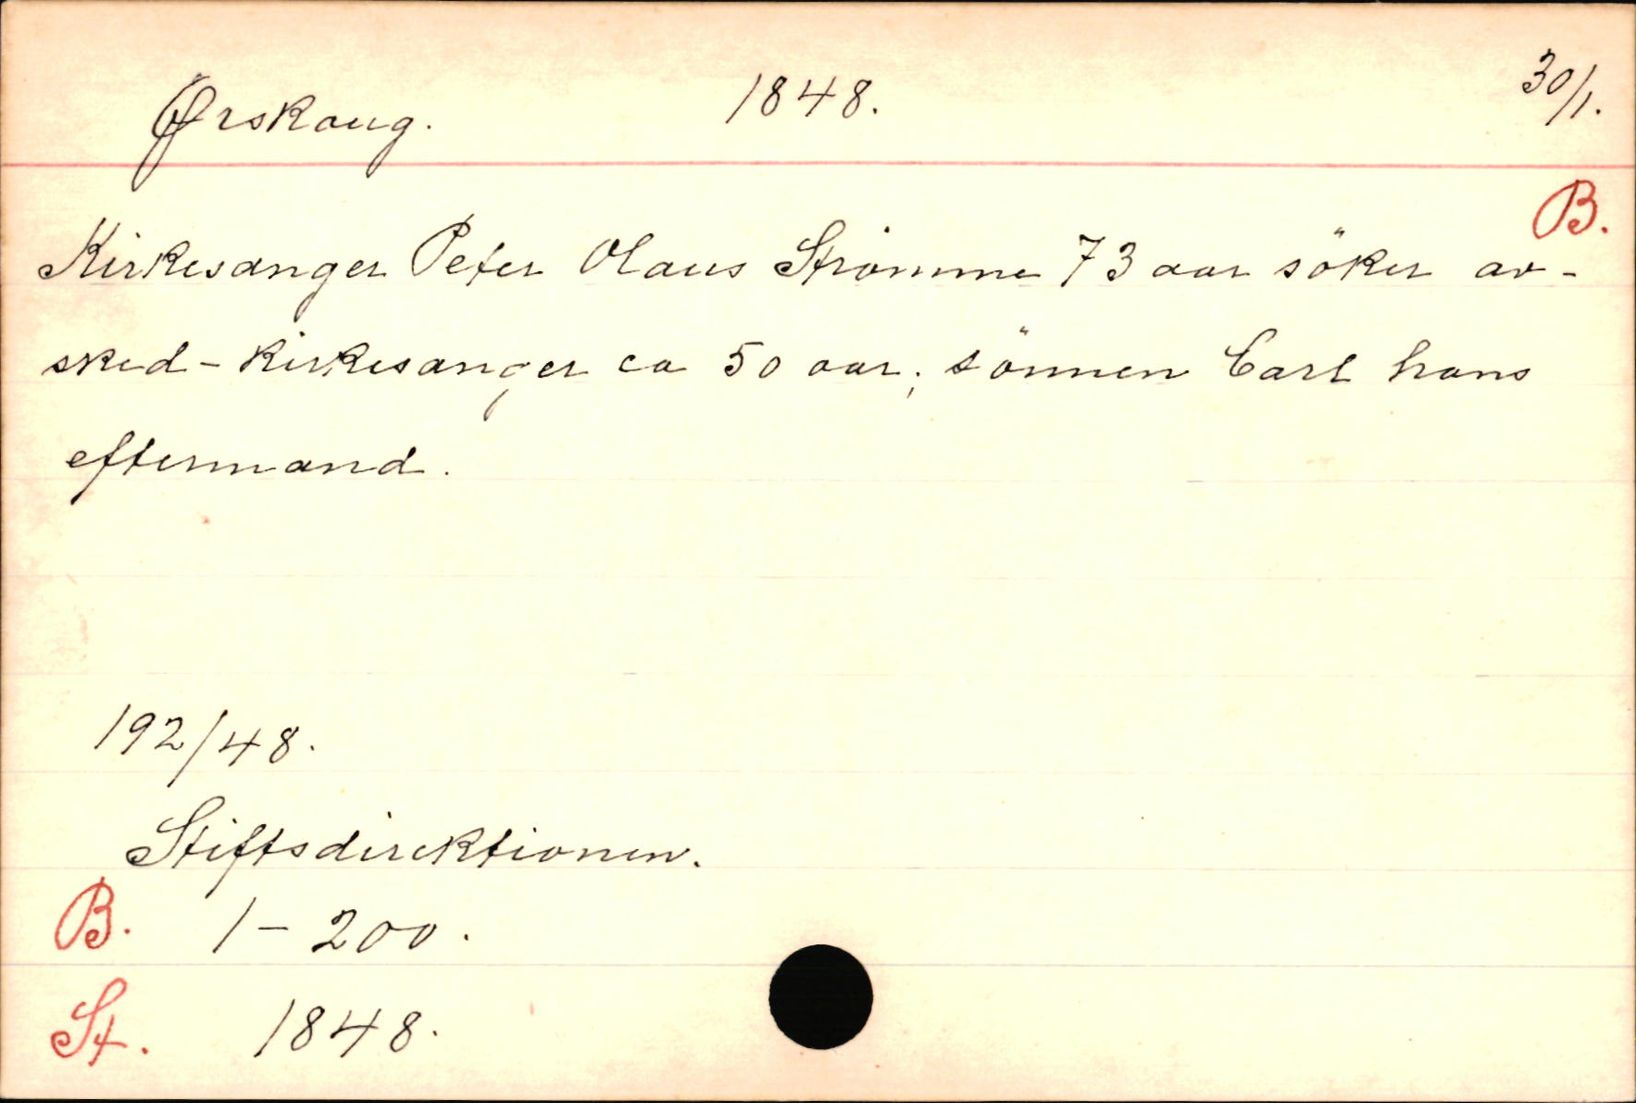 Ørskoug. 1848. 30/1.
B.
Kirkesanger Peter Olaus Strømme 73 aar söker av-
sked - kirkesanger ca 50 aar; sönnen Carl hans
eftermand.
192/48.
Stiftsdirektionen.
B. 1-200.
St. 1848.